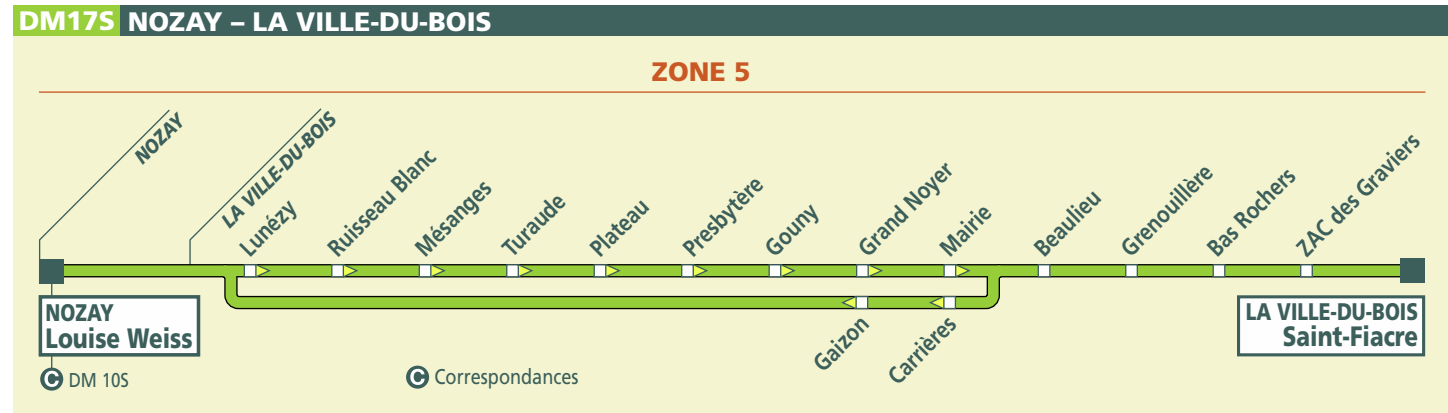 DM17S NOZAY – LA VILLE-DU-BOIS
ZONE 5
NOZAY
LA VILLE-DU-BOIS
Lunézy
Ruisseau Blanc
Mésanges
Turaude
Plateau
Presbytère
Gouny
Grand Noyer
Mairie
Beaulieu
Grenouillère
Bas Rochers
ZAC des Graviers
NOZAY
Louise Weiss
Gaizon
Carrières
LA VILLE-DU-BOIS
Saint-Fiacre
C DM 10S
C Correspondances